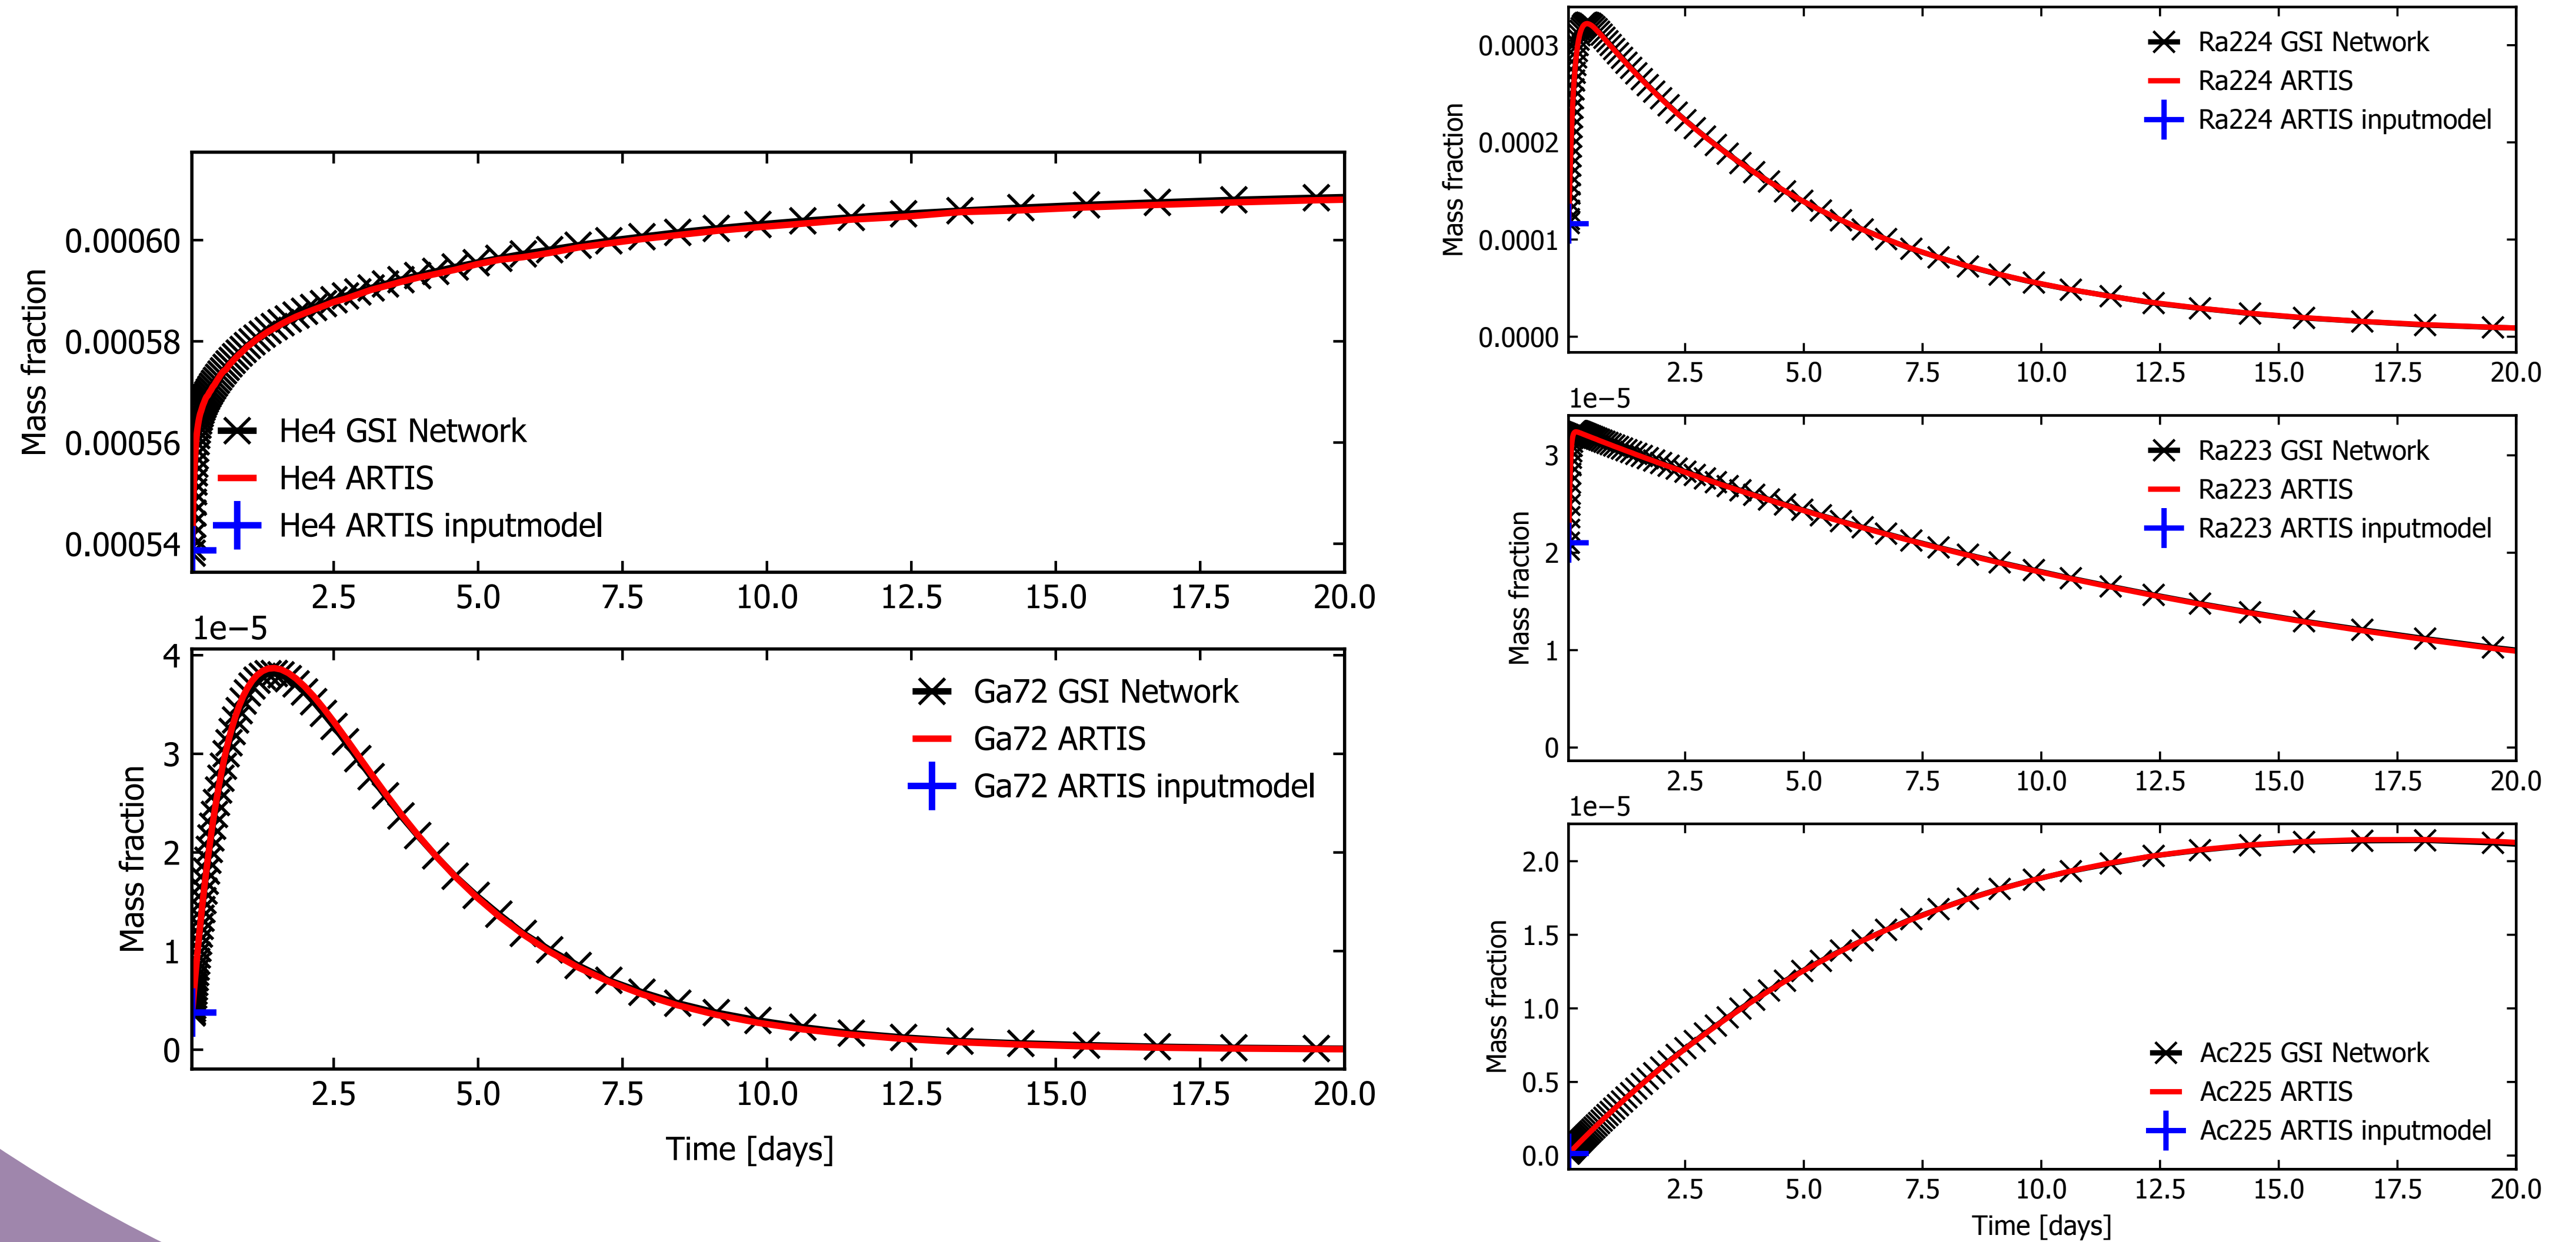 0.00060
0.00058
0.00056
0.00054
Mass fraction
He4 GSI Network
He4 ARTIS
He4 ARTIS inputmodel
2.5 5.0 7.5 10.0 12.5 15.0 17.5 20.0
1e−5
4
3
2
1
0
Mass fraction
Ga72 GSI Network
Ga72 ARTIS
Ga72 ARTIS inputmodel
2.5 5.0 7.5 10.0 12.5 15.0 17.5 20.0
Time [days]
0.0003
0.0002
0.0001
0.0000
Mass fraction
Ra224 GSI Network
Ra224 ARTIS
Ra224 ARTIS inputmodel
2.5 5.0 7.5 10.0 12.5 15.0 17.5 20.0
1e−5
3
2
1
0
Mass fraction
Ra223 GSI Network
Ra223 ARTIS
Ra223 ARTIS inputmodel
2.5 5.0 7.5 10.0 12.5 15.0 17.5 20.0
1e−5
2.0
1.5
1.0
0.5
0.0
Mass fraction
Ac225 GSI Network
Ac225 ARTIS
Ac225 ARTIS inputmodel
2.5 5.0 7.5 10.0 12.5 15.0 17.5 20.0
Time [days]